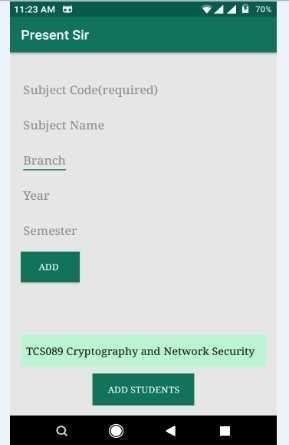 11:23 AM
70%
Present Sir
Subject Code(required)
Subject Name
Branch
Year
Semester
ADD
TCS089 Cryptography and Network Security
ADD STUDENTS